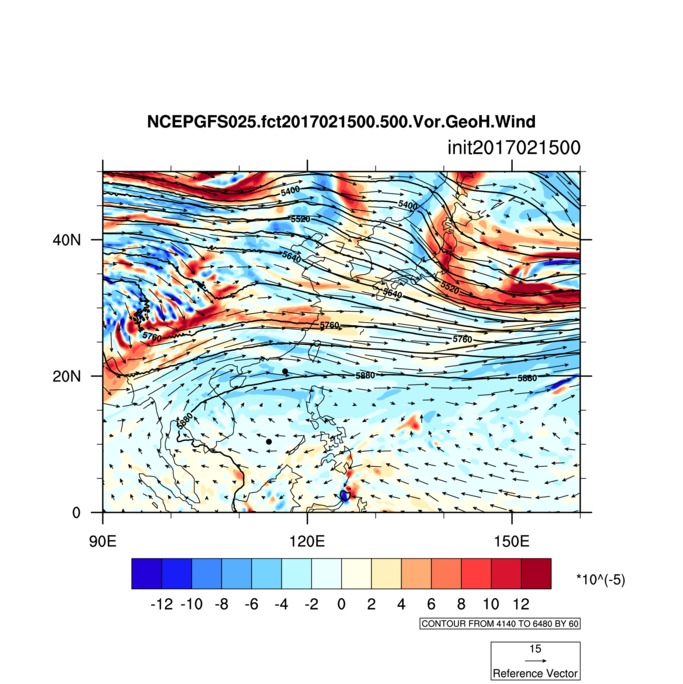 NCEPGFS025.fct2017021500.500.Vor.GeoH.Wind
init2017021500
5400
5400
5520
40N
5640
5520
5640
5760
5760
5760
20N
5880
5880
5880
0
90E 120E 150E
-12 -10 -8 -6 -4 -2 0 2 4 6 8 10 12
*10^(-5)
CONTOUR FROM 4140 TO 6480 BY 60
15
Reference Vector